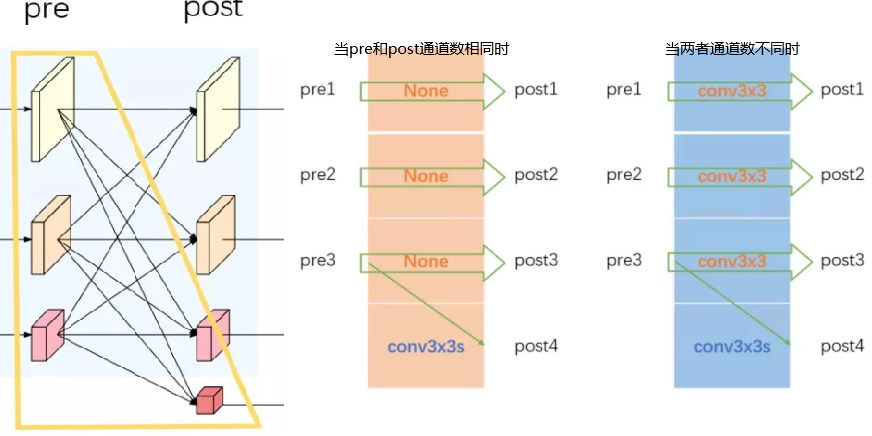 pre post
当pre和post通道数相同时
pre1 None post1
pre2 None post2
pre3 None post3
conv3x3s post4
当两者通道数不同时
pre1 conv3x3 post1
pre2 conv3x3 post2
pre3 conv3x3 post3
conv3x3s post4